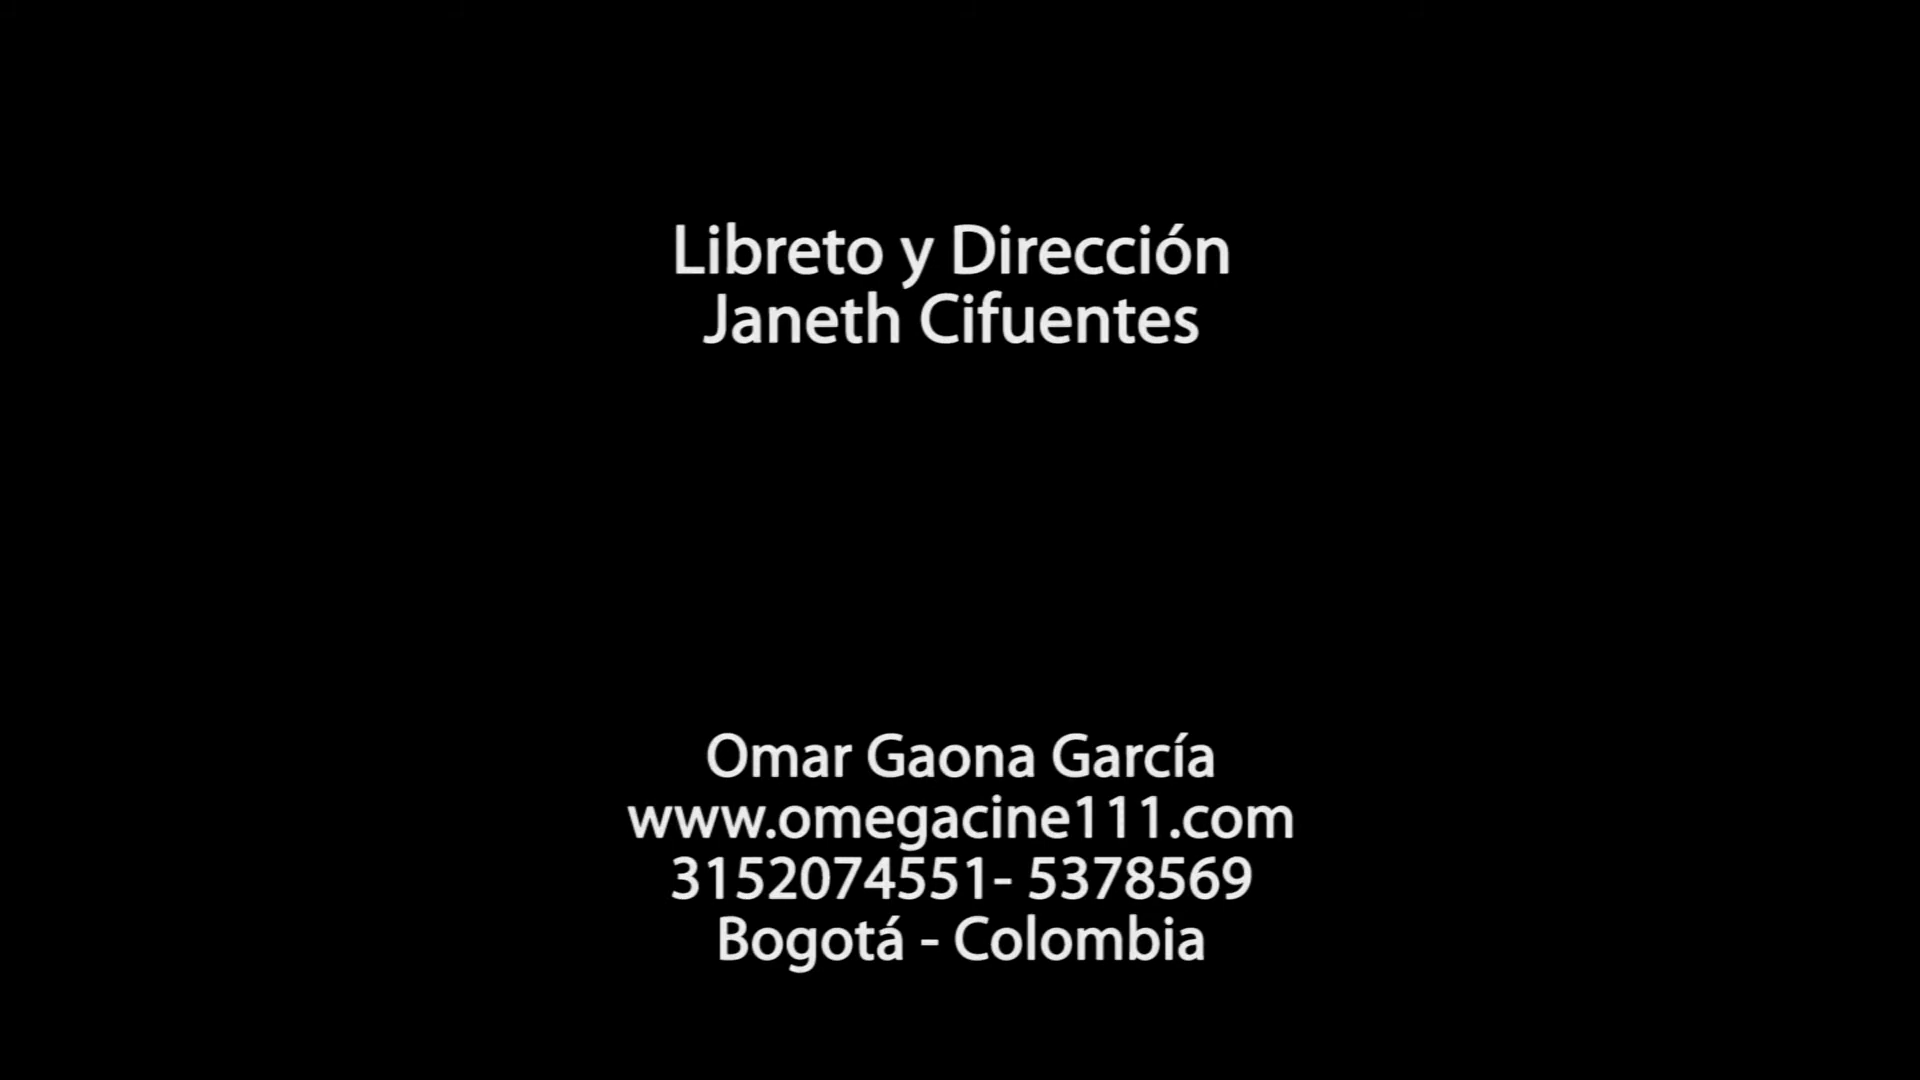 Libreto y Dirección
Janeth Cifuentes
Omar Gaona García
www.omegacine111.com
3152074551- 5378569
Bogotá - Colombia